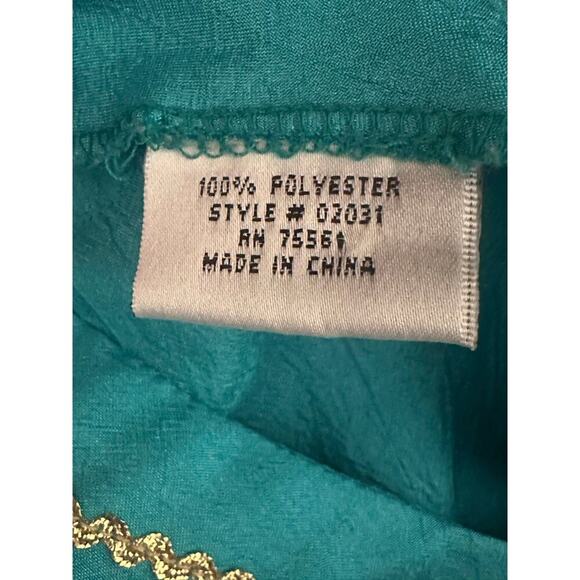 100% POLYESTER
STYLE # 02031
RN 75561
MADE IN CHINA